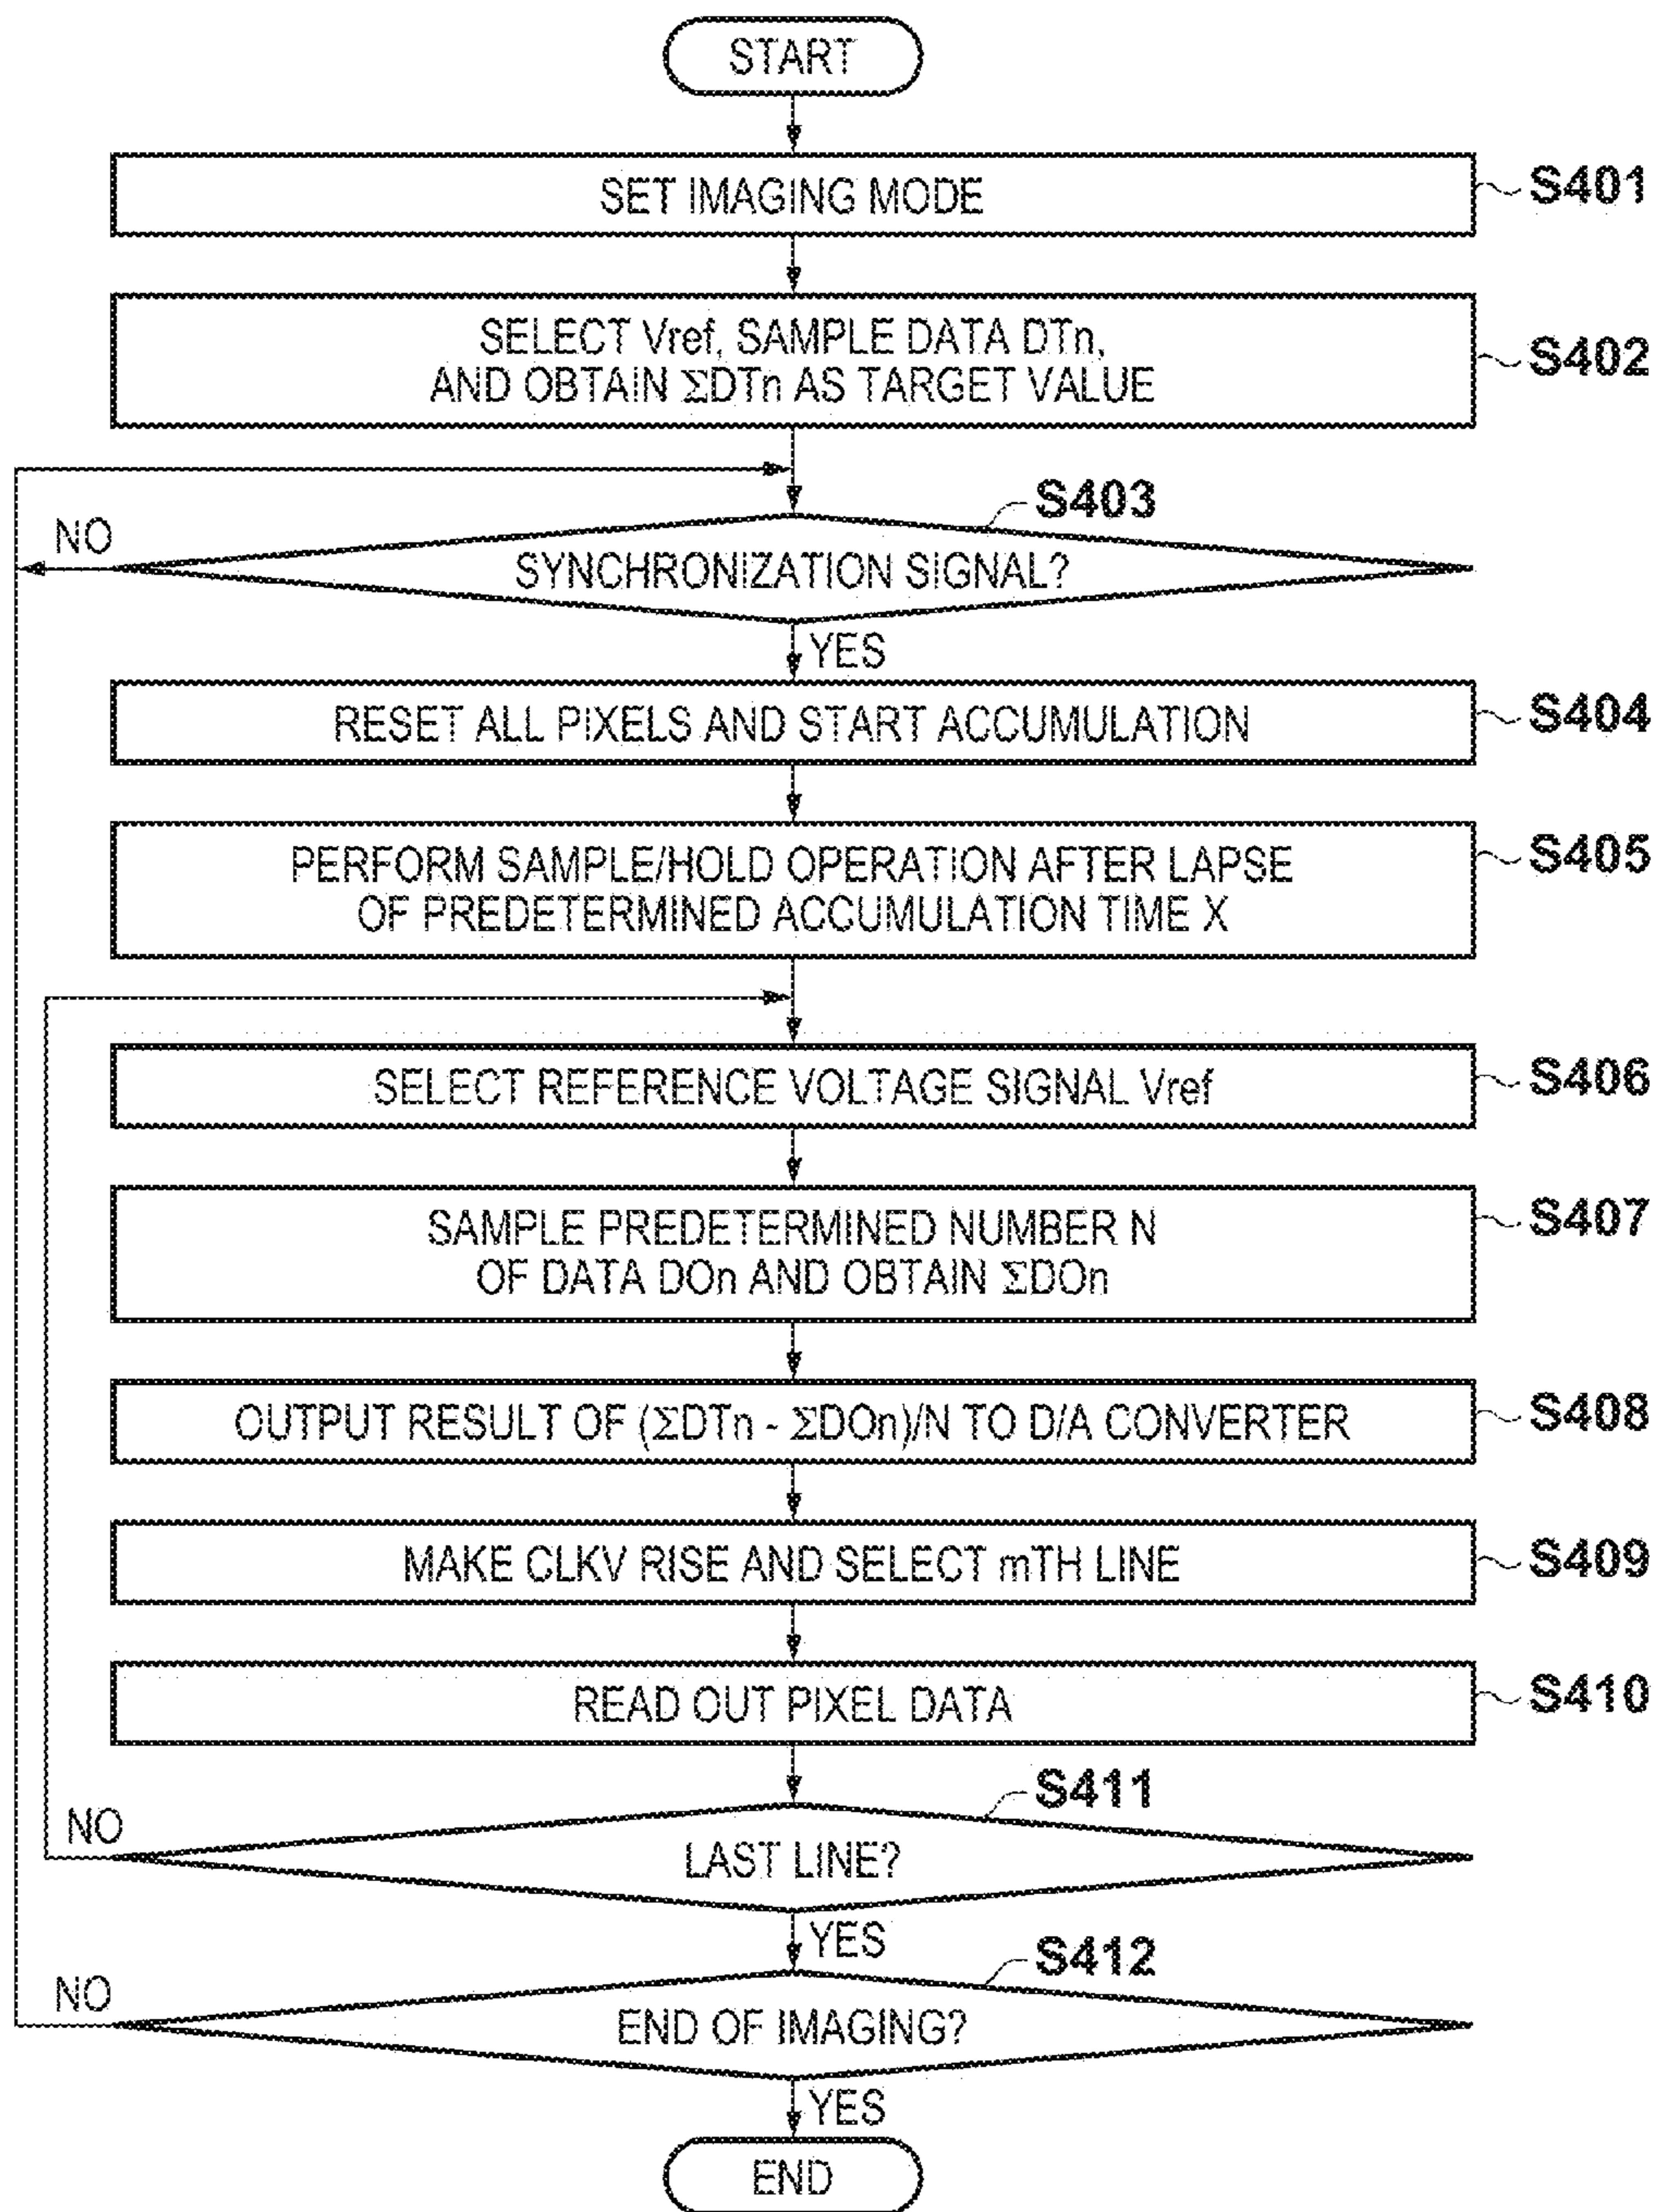 START
SET IMAGING MODE
S401
SELECT Vref, SAMPLE DATA DTn,
AND OBTAIN ΣDTn AS TARGET VALUE
S402
S403
NO
SYNCHRONIZATION SIGNAL?
YES
RESET ALL PIXELS AND START ACCUMULATION
S404
PERFORM SAMPLE/HOLD OPERATION AFTER LAPSE
OF PREDETERMINED ACCUMULATION TIME X
S405
SELECT REFERENCE VOLTAGE SIGNAL Vref
S406
SAMPLE PREDETERMINED NUMBER N
OF DATA DOn AND OBTAIN ΣDOn
S407
OUTPUT RESULT OF (ΣDTn - ΣDOn)/N TO D/A CONVERTER
S408
MAKE CLKV RISE AND SELECT mTH LINE
S409
READ OUT PIXEL DATA
S410
S411
NO
LAST LINE?
YES
S412
NO
END OF IMAGING?
YES
END